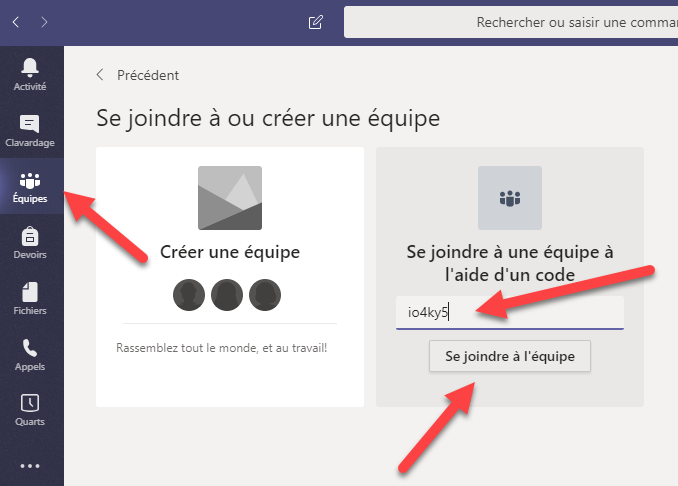 Rechercher ou saisir une comman
Activité
Clavardage
Équipes
Devoirs
Fichiers
Appels
Quarts
Précédent
Se joindre à ou créer une équipe
Créer une équipe
Rassemblez tout le monde, et au travail!
Se joindre à une équipe à
l'aide d'un code
io4ky5
Se joindre à l'équipe